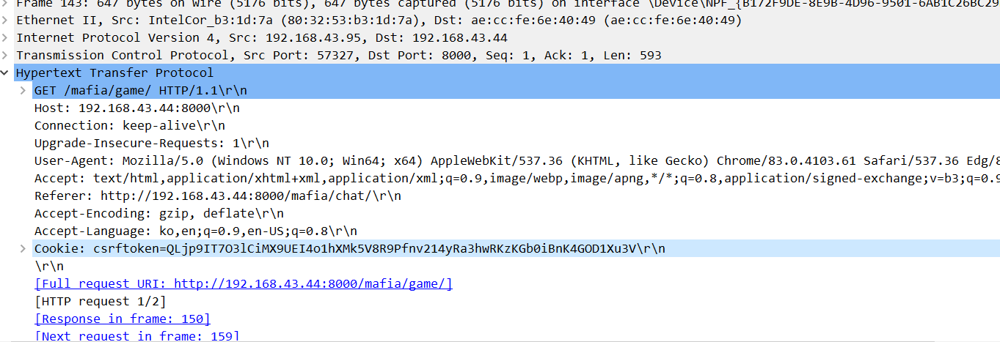 Frame 143: 647 bytes on wire (5176 bits), 647 bytes captured (5176 bits) on interface \Device\NPF_{B172F9DE-8E9B-4D96-9501-6AB1C26BC29
Ethernet II, Src: IntelCor_b3:1d:7a (80:32:53:b3:1d:7a), Dst: ae:cc:fe:6e:40:49 (ae:cc:fe:6e:40:49)
Internet Protocol Version 4, Src: 192.168.43.95, Dst: 192.168.43.44
Transmission Control Protocol, Src Port: 57327, Dst Port: 8000, Seq: 1, Ack: 1, Len: 593
Hypertext Transfer Protocol
GET /mafia/game/ HTTP/1.1\r\n
Host: 192.168.43.44:8000\r\n
Connection: keep-alive\r\n
Upgrade-Insecure-Requests: 1\r\n
User-Agent: Mozilla/5.0 (Windows NT 10.0; Win64; x64) AppleWebKit/537.36 (KHTML, like Gecko) Chrome/83.0.4103.61 Safari/537.36 Edg/8
Accept: text/html,application/xhtml+xml,application/xml;q=0.9,image/webp,image/apng,*/*;q=0.8,application/signed-exchange;v=b3;q=0.9
Referer: http://192.168.43.44:8000/mafia/chat/\r\n
Accept-Encoding: gzip, deflate\r\n
Accept-Language: ko,en;q=0.9,en-US;q=0.8\r\n
Cookie: csrftoken=QLjp9IT7O3lCiMX9UEI4o1hXMk5V8R9Pfnv214yRa3hwRKzKGb0iBnK4GOD1Xu3V\r\n
\r\n
[Full request URI: http://192.168.43.44:8000/mafia/game/]
[HTTP request 1/2]
[Response in frame: 150]
[Next request in frame: 159]